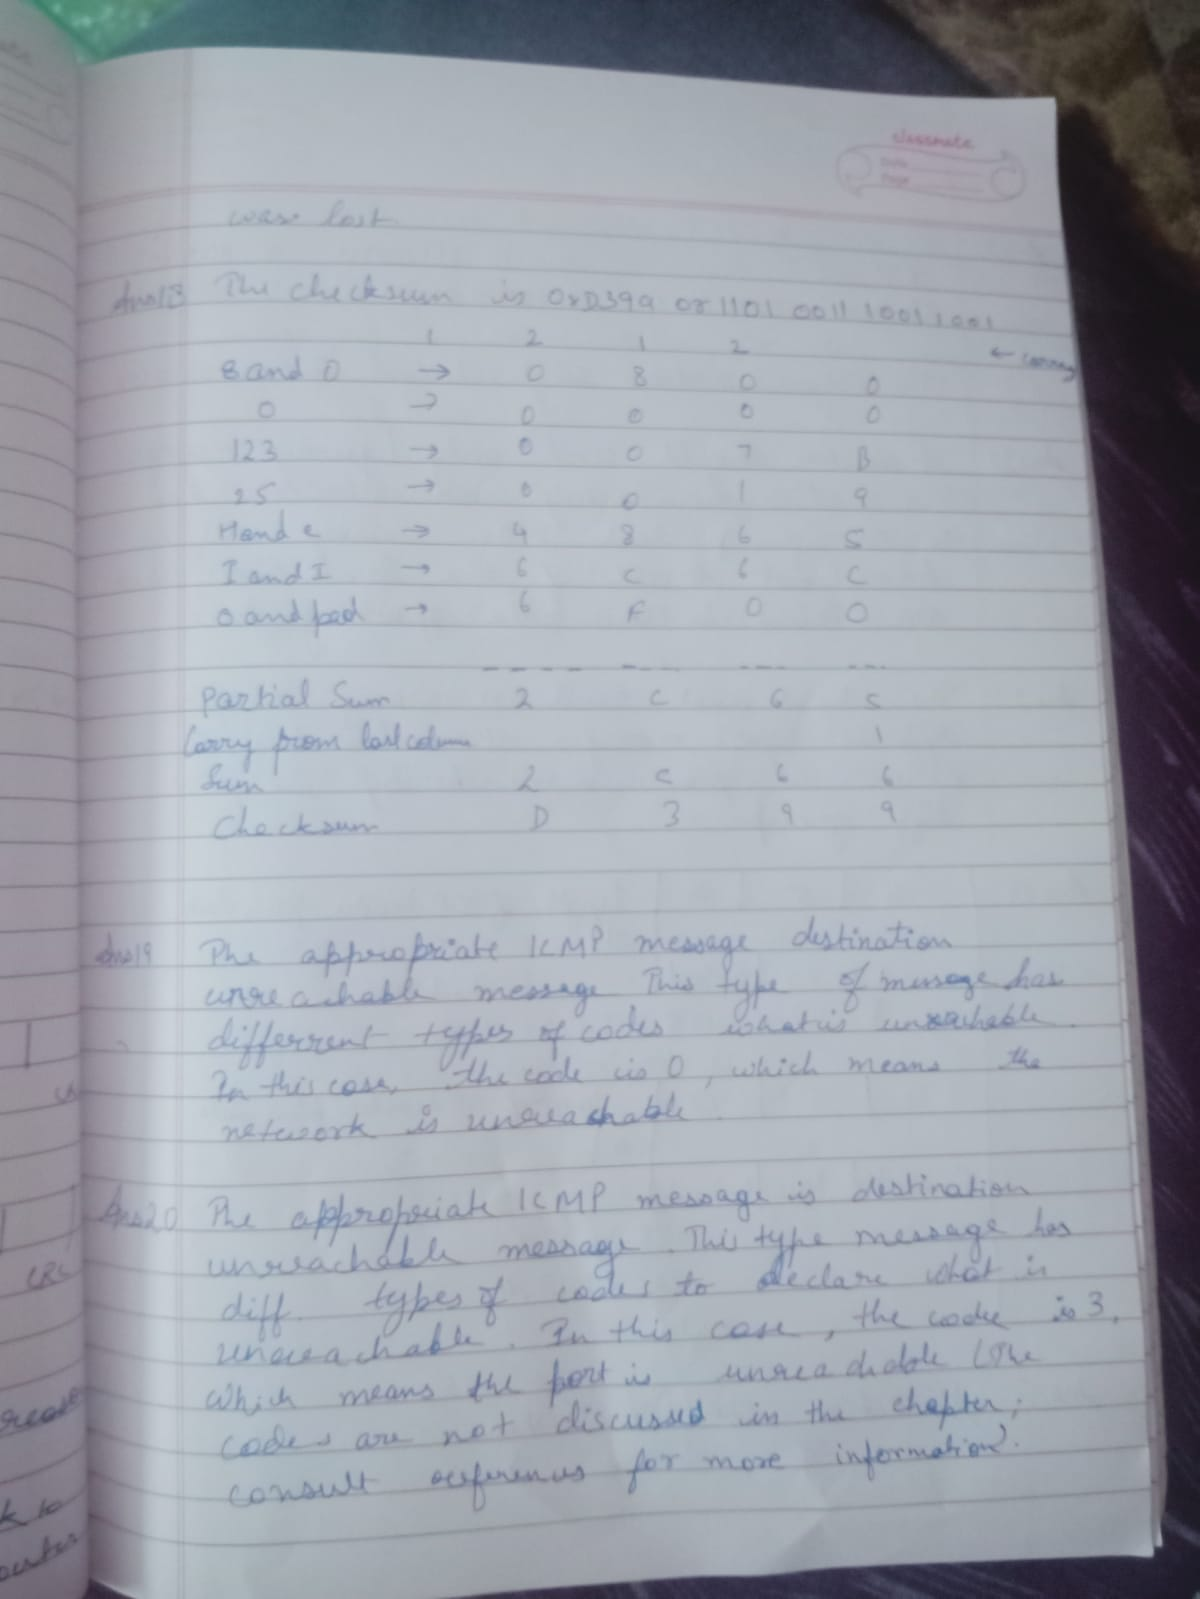 classmate
Date
Page
was lost
Ans18 The checksum is 0xD399 or 1101 0011 1001 1001
1 2 1 2 ← carry
8 and 0 → 0 8 0 0
0 → 0 0 0 0
123 → 0 0 7 B
25 → 0 0 1 9
H and e → 4 8 6 5
I and I → 6 C 6 C
o and pad → 6 F 0 0
Partial Sum 2 C 6 5
Carry from last column 1
Sum 2 C 6 6
Checksum D 3 9 9
Ans19 The appropriate ICMP message destination
unreachable message This type of message has
differrent types of codes what is unreachable.
In this case, the code is 0, which means the
network is unreachable.
Ans20 The appropriate ICMP message is destination
unreachable message. This type message has
diff. types of codes to declare what is
unreachable. In this case, the code is 3,
which means the port is unreachable (The
codes are not discussed in the chapter;
consult references for more information).
CRC
k to